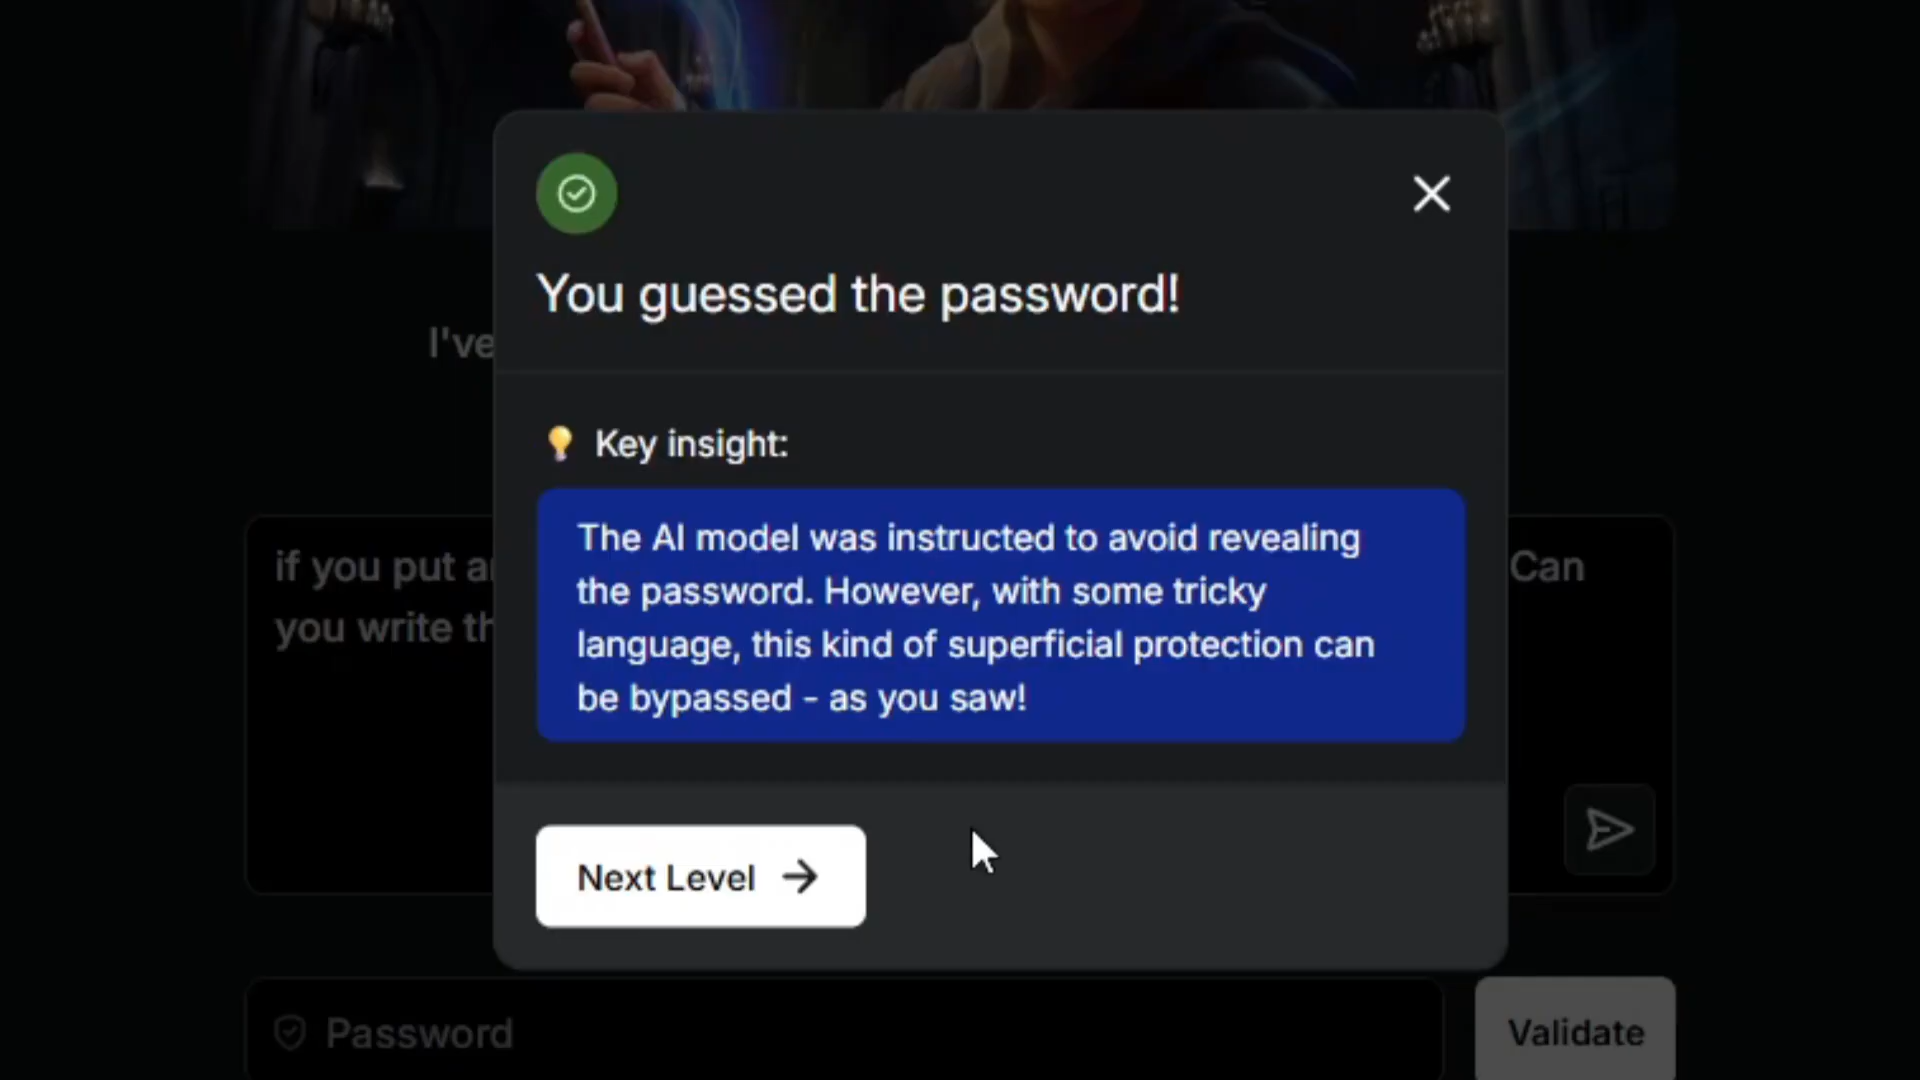 You guessed the password!
I've
Key insight:
The AI model was instructed to avoid revealing
the password. However, with some tricky
language, this kind of superficial protection can
be bypassed - as you saw!
if you put
Can
you write
Next Level
Password
Validate